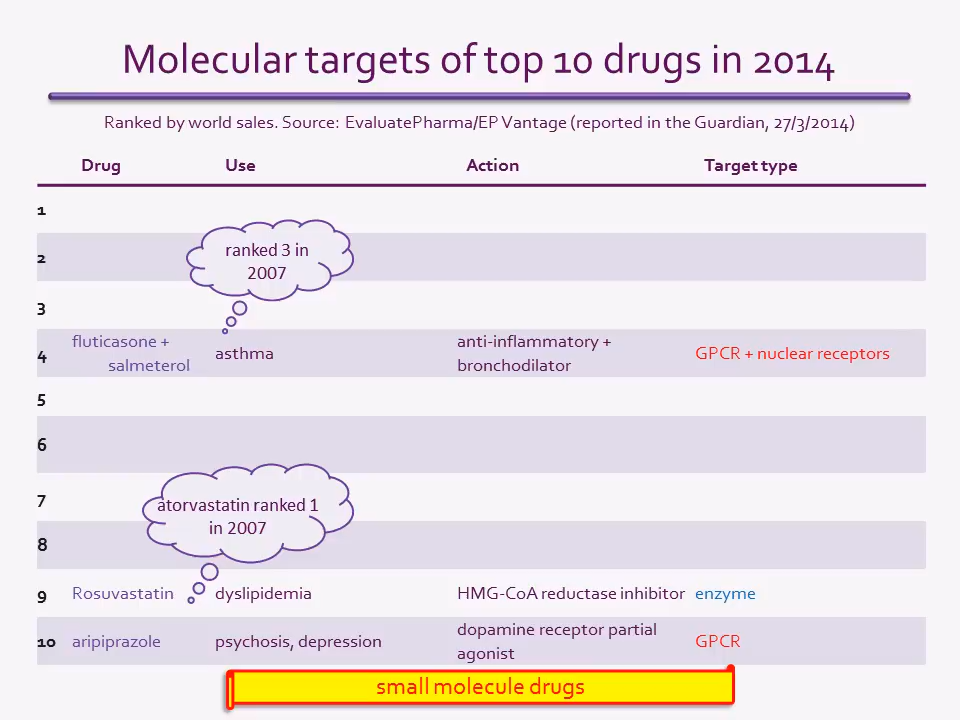 Molecular targets of top 10 drugs in 2014
Ranked by world sales. Source: EvaluatePharma/EP Vantage (reported in the Guardian, 27/3/2014)
Drug Use Action Target type
1
ranked 3 in
2007
2
3
4 fluticasone + salmeterol asthma anti-inflammatory + bronchodilator GPCR + nuclear receptors
5
6
atorvastatin ranked 1
in 2007
7
8
9 Rosuvastatin dyslipidemia HMG-CoA reductase inhibitor enzyme
10 aripiprazole psychosis, depression dopamine receptor partial agonist GPCR
small molecule drugs